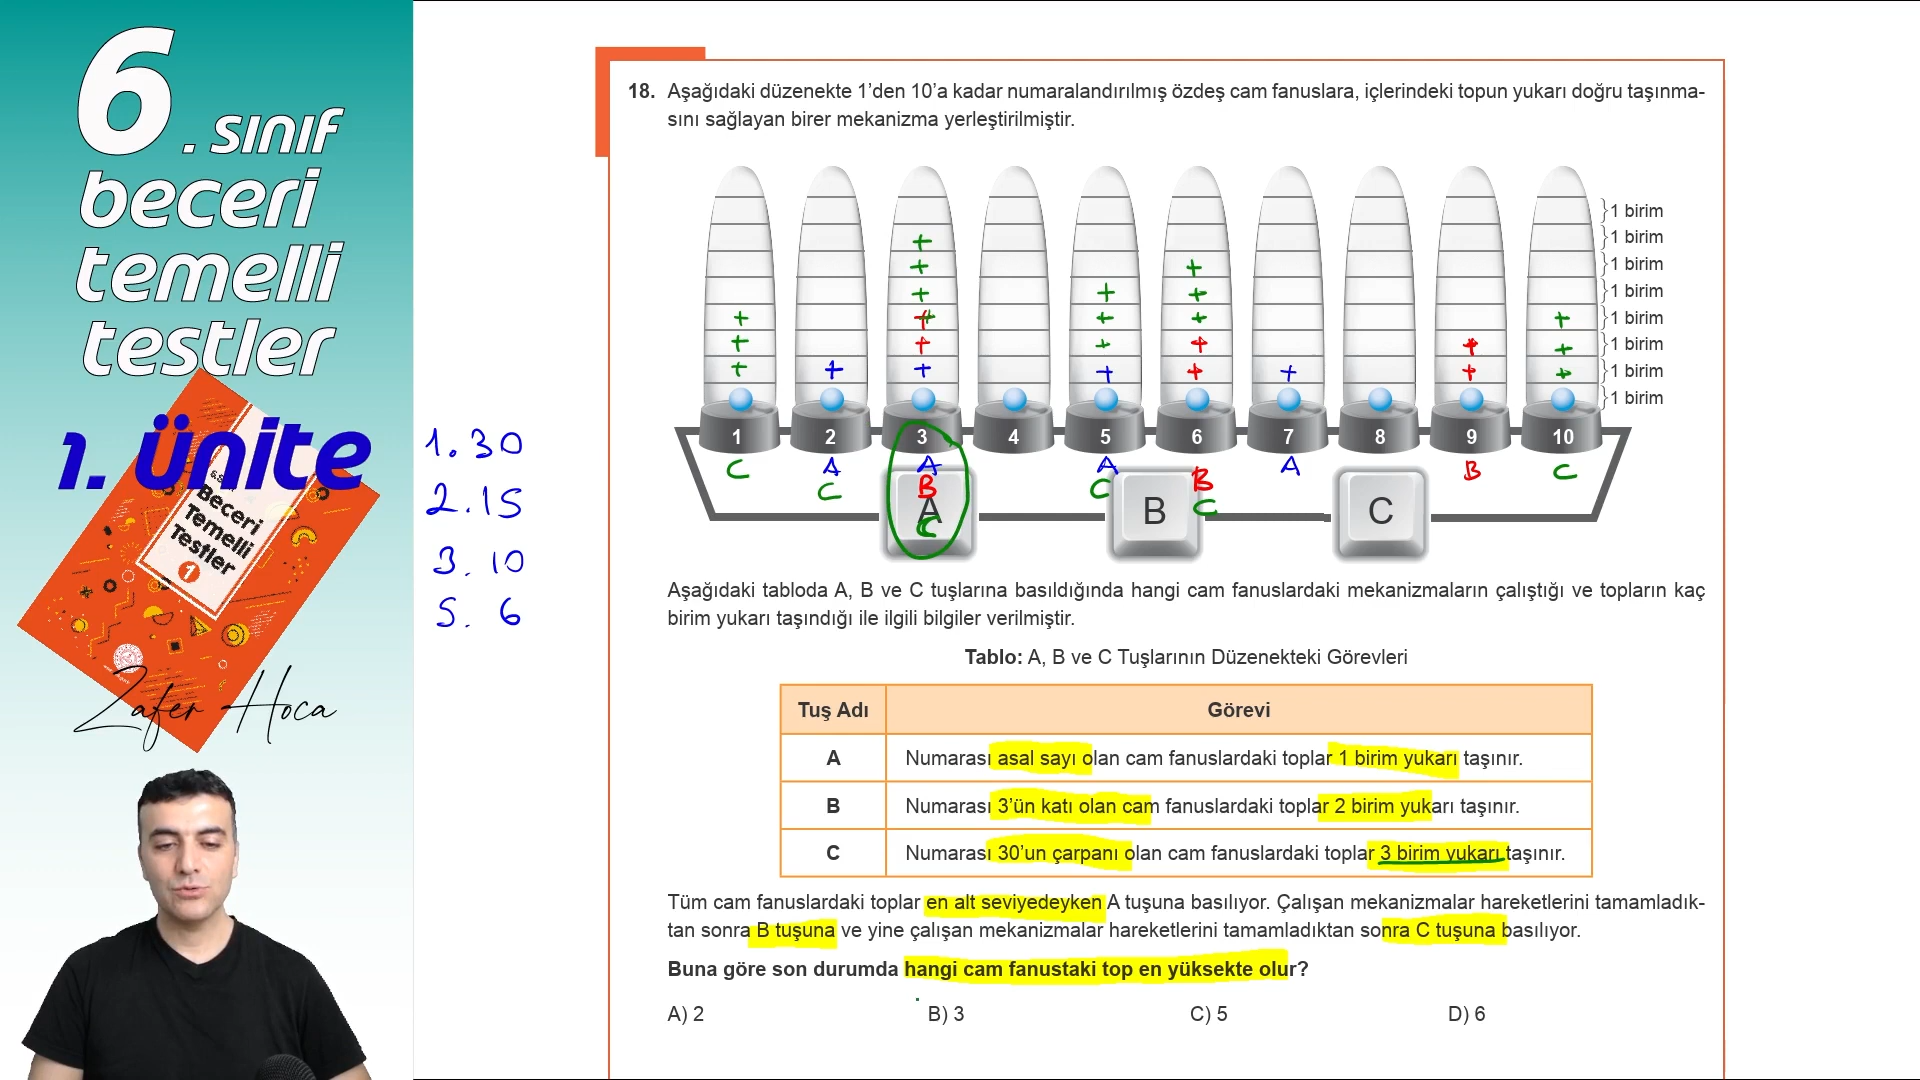 6. SINIF
beceri
temelli
testler
1. Ünite
6.Sınıf
Beceri
Temelli
Testler
1
Zafer Hoca
1. 30
2. 15
3. 10
5. 6
18. Aşağıdaki düzenekte 1'den 10'a kadar numaralandırılmış özdeş cam fanuslara, içlerindeki topun yukarı doğru taşınma-
sını sağlayan birer mekanizma yerleştirilmiştir.
1 birim
1 birim
1 birim
1 birim
1 birim
1 birim
1 birim
1 birim
+ + + + + +
+ + +
+ + + +
+ + + + +
+
+
+ +
+ + +
1 2 3 4 5 6 7 8 9 10
C A A A B A B C
C B C C
C
A B C
Aşağıdaki tabloda A, B ve C tuşlarına basıldığında hangi cam fanuslardaki mekanizmaların çalıştığı ve topların kaç
birim yukarı taşındığı ile ilgili bilgiler verilmiştir.
Tablo: A, B ve C Tuşlarının Düzenekteki Görevleri
Tuş Adı Görevi
A Numarası asal sayı olan cam fanuslardaki toplar 1 birim yukarı taşınır.
B Numarası 3'ün katı olan cam fanuslardaki toplar 2 birim yukarı taşınır.
C Numarası 30'un çarpanı olan cam fanuslardaki toplar 3 birim yukarı taşınır.
Tüm cam fanuslardaki toplar en alt seviyedeyken A tuşuna basılıyor. Çalışan mekanizmalar hareketlerini tamamladık-
tan sonra B tuşuna ve yine çalışan mekanizmalar hareketlerini tamamladıktan sonra C tuşuna basılıyor.
Buna göre son durumda hangi cam fanustaki top en yüksekte olur?
A) 2 B) 3 C) 5 D) 6